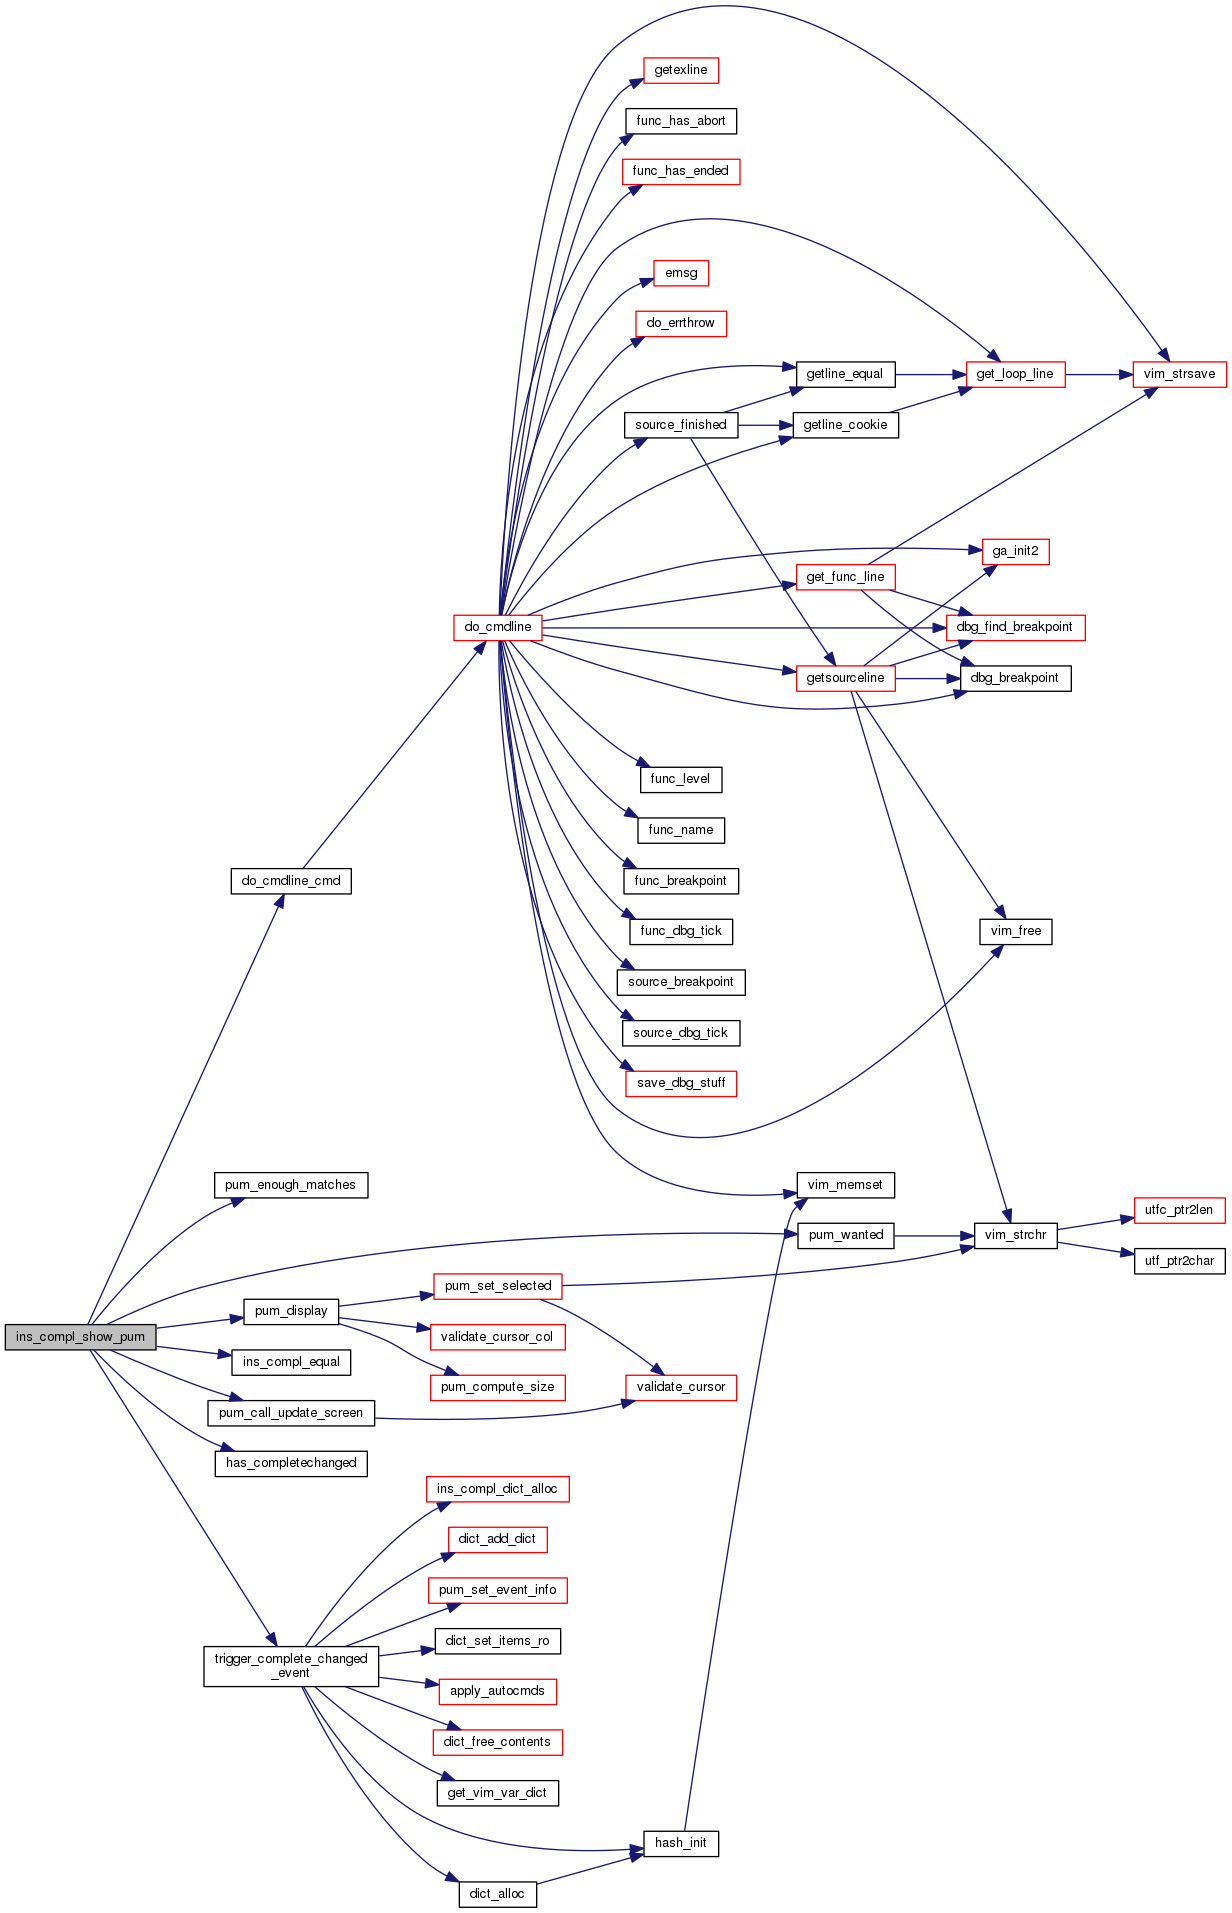 getexline
func_has_abort
func_has_ended
emsg
do_errthrow
getline_equal
get_loop_line
vim_strsave
source_finished
getline_cookie
ga_init2
get_func_line
do_cmdline
dbg_find_breakpoint
getsourceline
dbg_breakpoint
func_level
func_name
do_cmdline_cmd
func_breakpoint
func_dbg_tick
vim_free
source_breakpoint
source_dbg_tick
save_dbg_stuff
pum_enough_matches
vim_memset
utfc_ptr2len
pum_wanted
vim_strchr
utf_ptr2char
pum_set_selected
pum_display
ins_compl_show_pum
validate_cursor_col
ins_compl_equal
pum_compute_size
validate_cursor
pum_call_update_screen
has_completechanged
ins_compl_dict_alloc
dict_add_dict
pum_set_event_info
dict_set_items_ro
trigger_complete_changed
_event
apply_autocmds
dict_free_contents
get_vim_var_dict
hash_init
dict_alloc